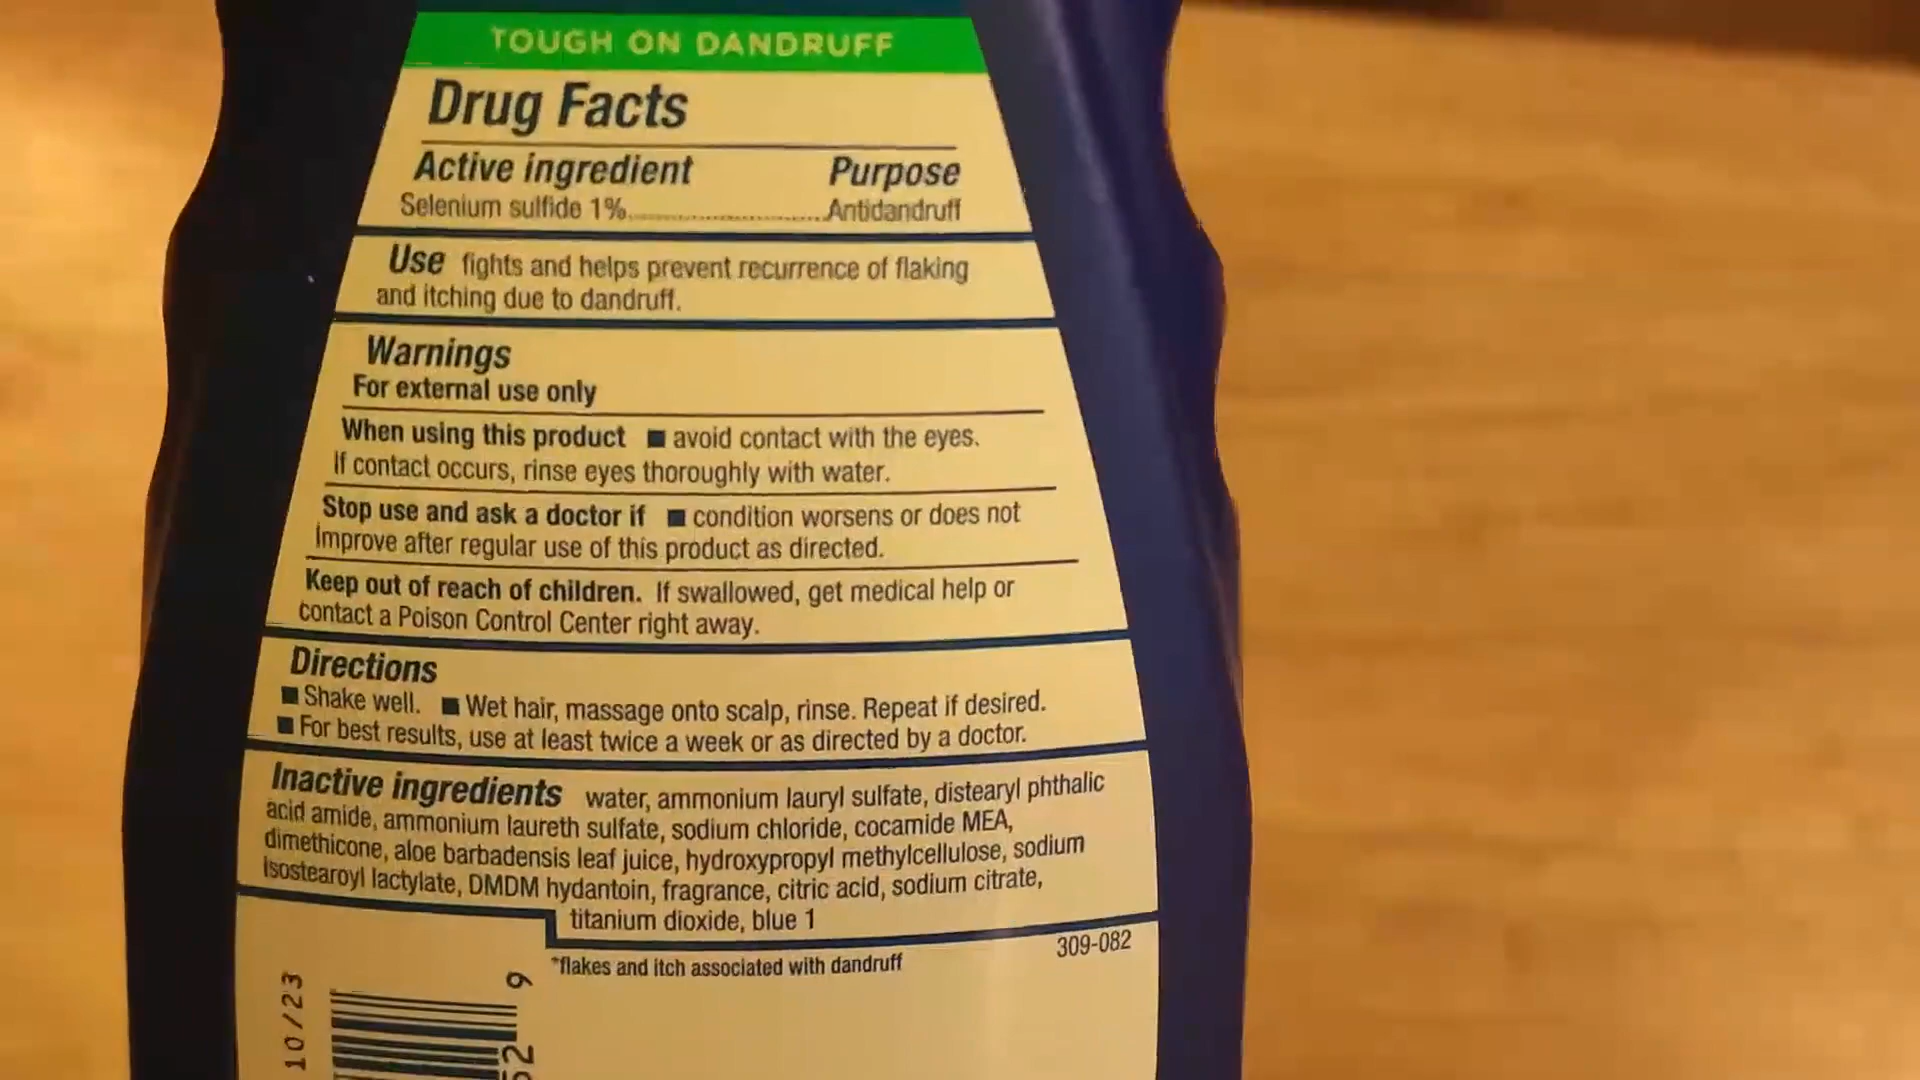 TOUGH ON DANDRUFF
Drug Facts
Active ingredient Purpose
Selenium sulfide 1%..............................Antidandruff
Use fights and helps prevent recurrence of flaking
and itching due to dandruff.
Warnings
For external use only
When using this product ■ avoid contact with the eyes.
If contact occurs, rinse eyes thoroughly with water.
Stop use and ask a doctor if ■ condition worsens or does not
improve after regular use of this product as directed.
Keep out of reach of children. If swallowed, get medical help or
contact a Poison Control Center right away.
Directions
■ Shake well. ■ Wet hair, massage onto scalp, rinse. Repeat if desired.
■ For best results, use at least twice a week or as directed by a doctor.
Inactive ingredients water, ammonium lauryl sulfate, distearyl phthalic
acid amide, ammonium laureth sulfate, sodium chloride, cocamide MEA,
dimethicone, aloe barbadensis leaf juice, hydroxypropyl methylcellulose, sodium
isostearoyl lactylate, DMDM hydantoin, fragrance, citric acid, sodium citrate,
titanium dioxide, blue 1
309-082
*flakes and itch associated with dandruff
10/23
9